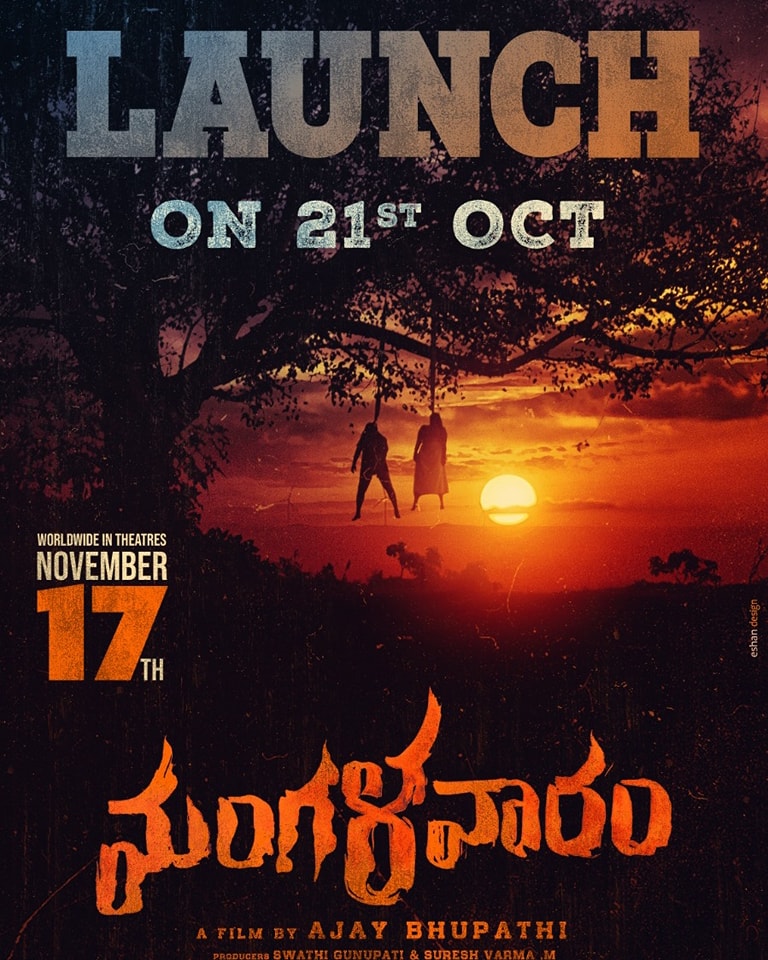 LAUNCH
ON 21ST OCT
WORLDWIDE IN THEATRES
NOVEMBER
17TH
eshan design
మంగళవారం
A FILM BY AJAY BHUPATHI
PRODUCERS SWATHI GUNUPATI & SURESH VARMA .M